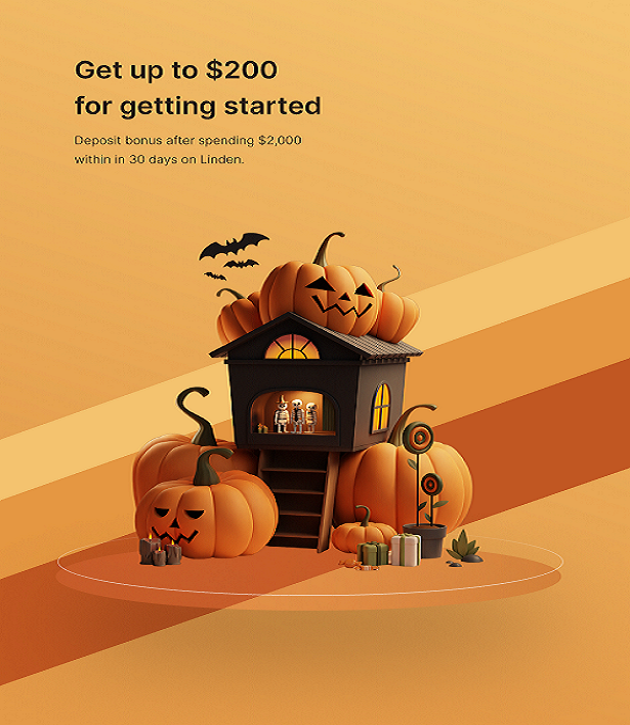 Get up to $200
for getting started
Deposit bonus after spending $2,000
within in 30 days on Linden.